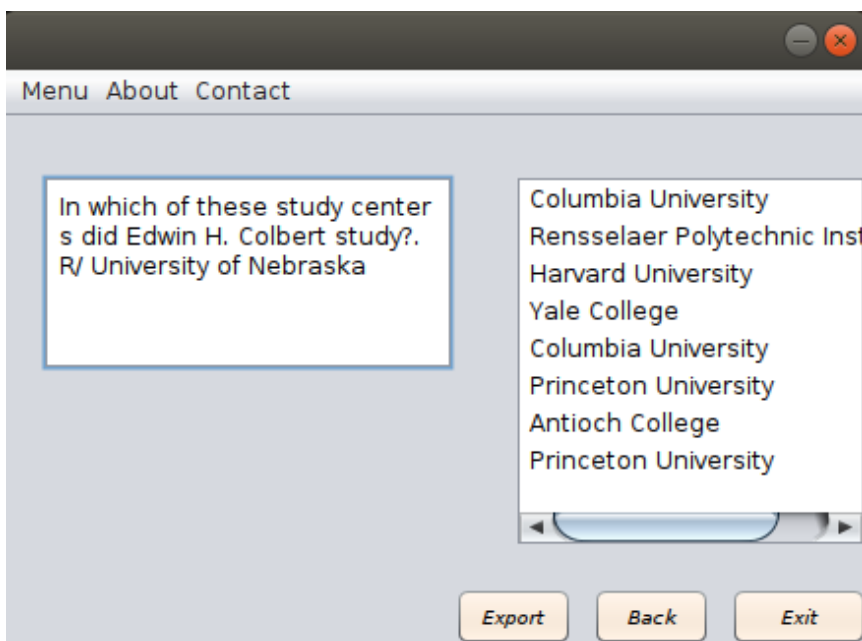 Menu About Contact
In which of these study center
s did Edwin H. Colbert study?.
R/ University of Nebraska
Columbia University
Rensselaer Polytechnic Inst
Harvard University
Yale College
Columbia University
Princeton University
Antioch College
Princeton University
Export Back Exit